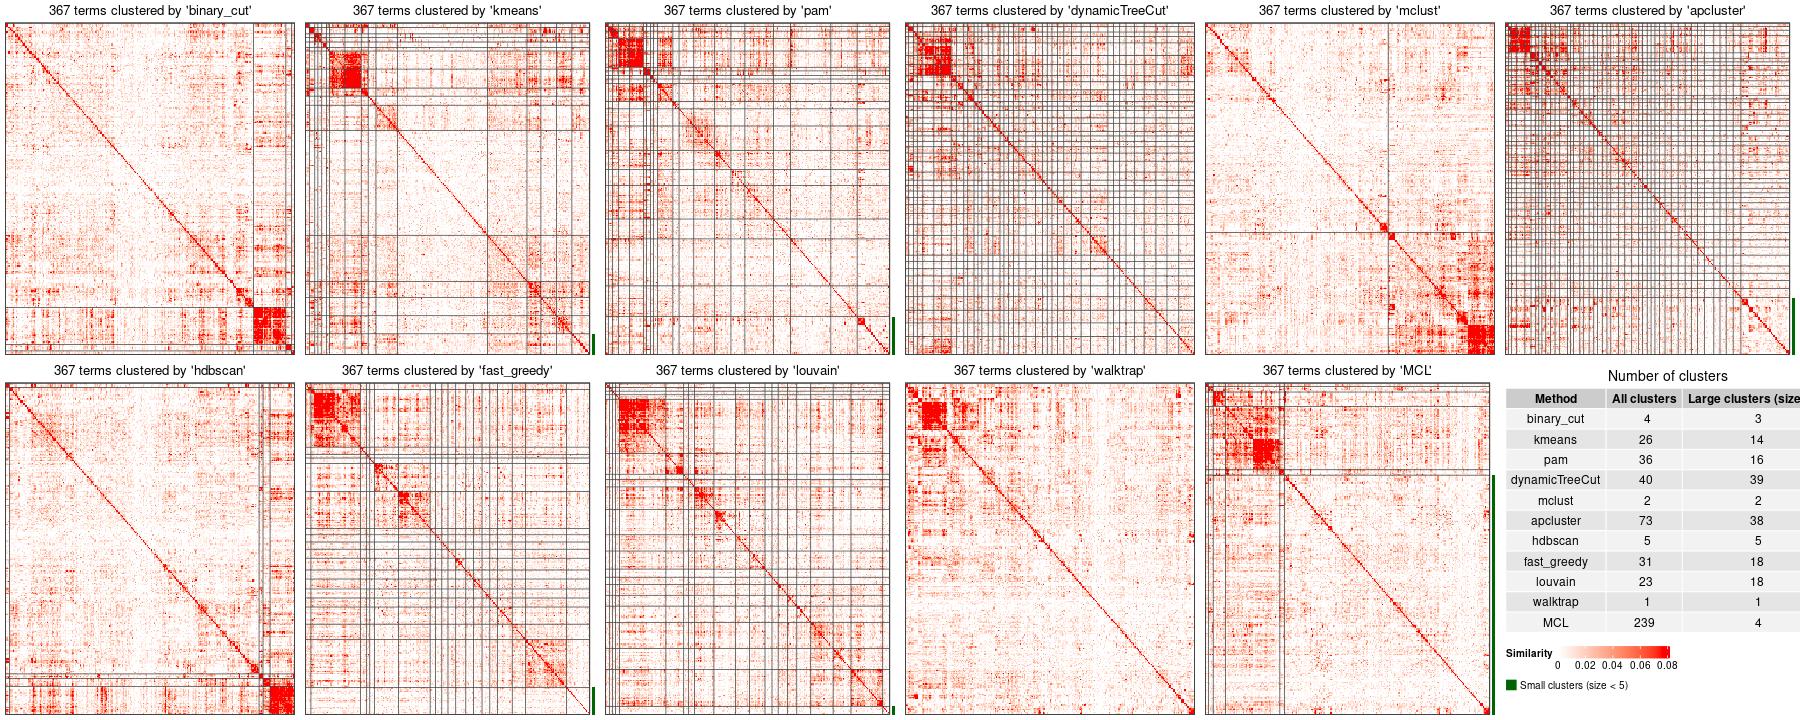 367 terms clustered by 'binary_cut'
367 terms clustered by 'kmeans'
367 terms clustered by 'pam'
367 terms clustered by 'dynamicTreeCut'
367 terms clustered by 'mclust'
367 terms clustered by 'apcluster'
367 terms clustered by 'hdbscan'
367 terms clustered by 'fast_greedy'
367 terms clustered by 'louvain'
367 terms clustered by 'walktrap'
367 terms clustered by 'MCL'
Number of clusters
Method All clusters Large clusters (size
binary_cut 4 3
kmeans 26 14
pam 36 16
dynamicTreeCut 40 39
mclust 2 2
apcluster 73 38
hdbscan 5 5
fast_greedy 31 18
louvain 23 18
walktrap 1 1
MCL 239 4
Similarity
0 0.02 0.04 0.06 0.08
Small clusters (size < 5)